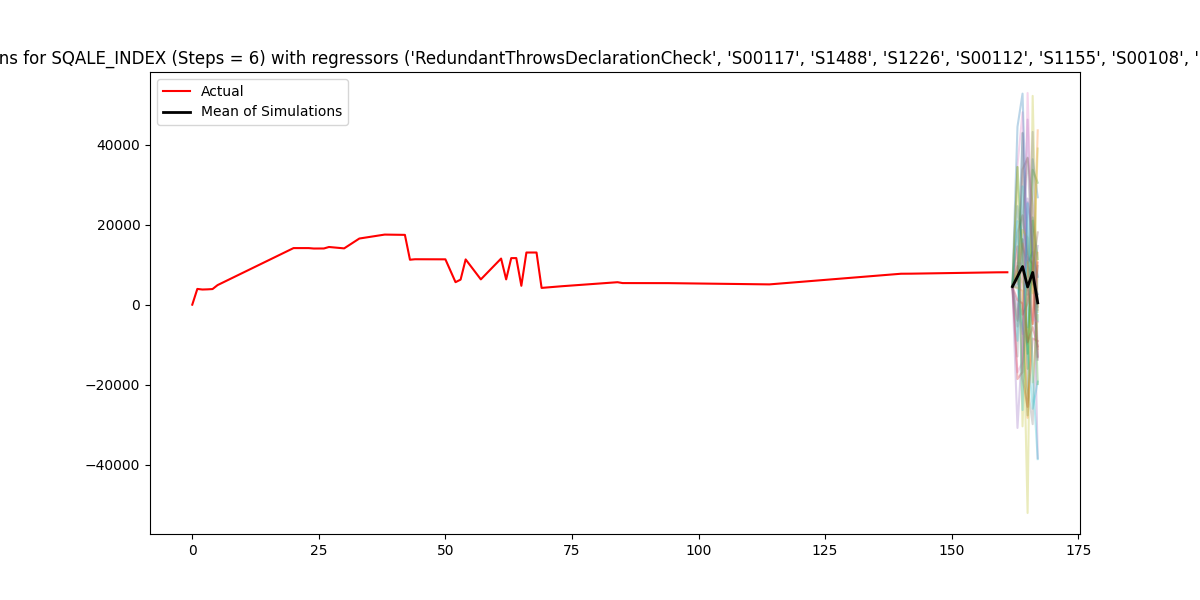 ns for SQALE_INDEX (Steps = 6) with regressors ('RedundantThrowsDeclarationCheck', 'S00117', 'S1488', 'S1226', 'S00112', 'S1155', 'S00108', '
Actual
Mean of Simulations
40000
20000
0
−20000
−40000
0 25 50 75 100 125 150 175